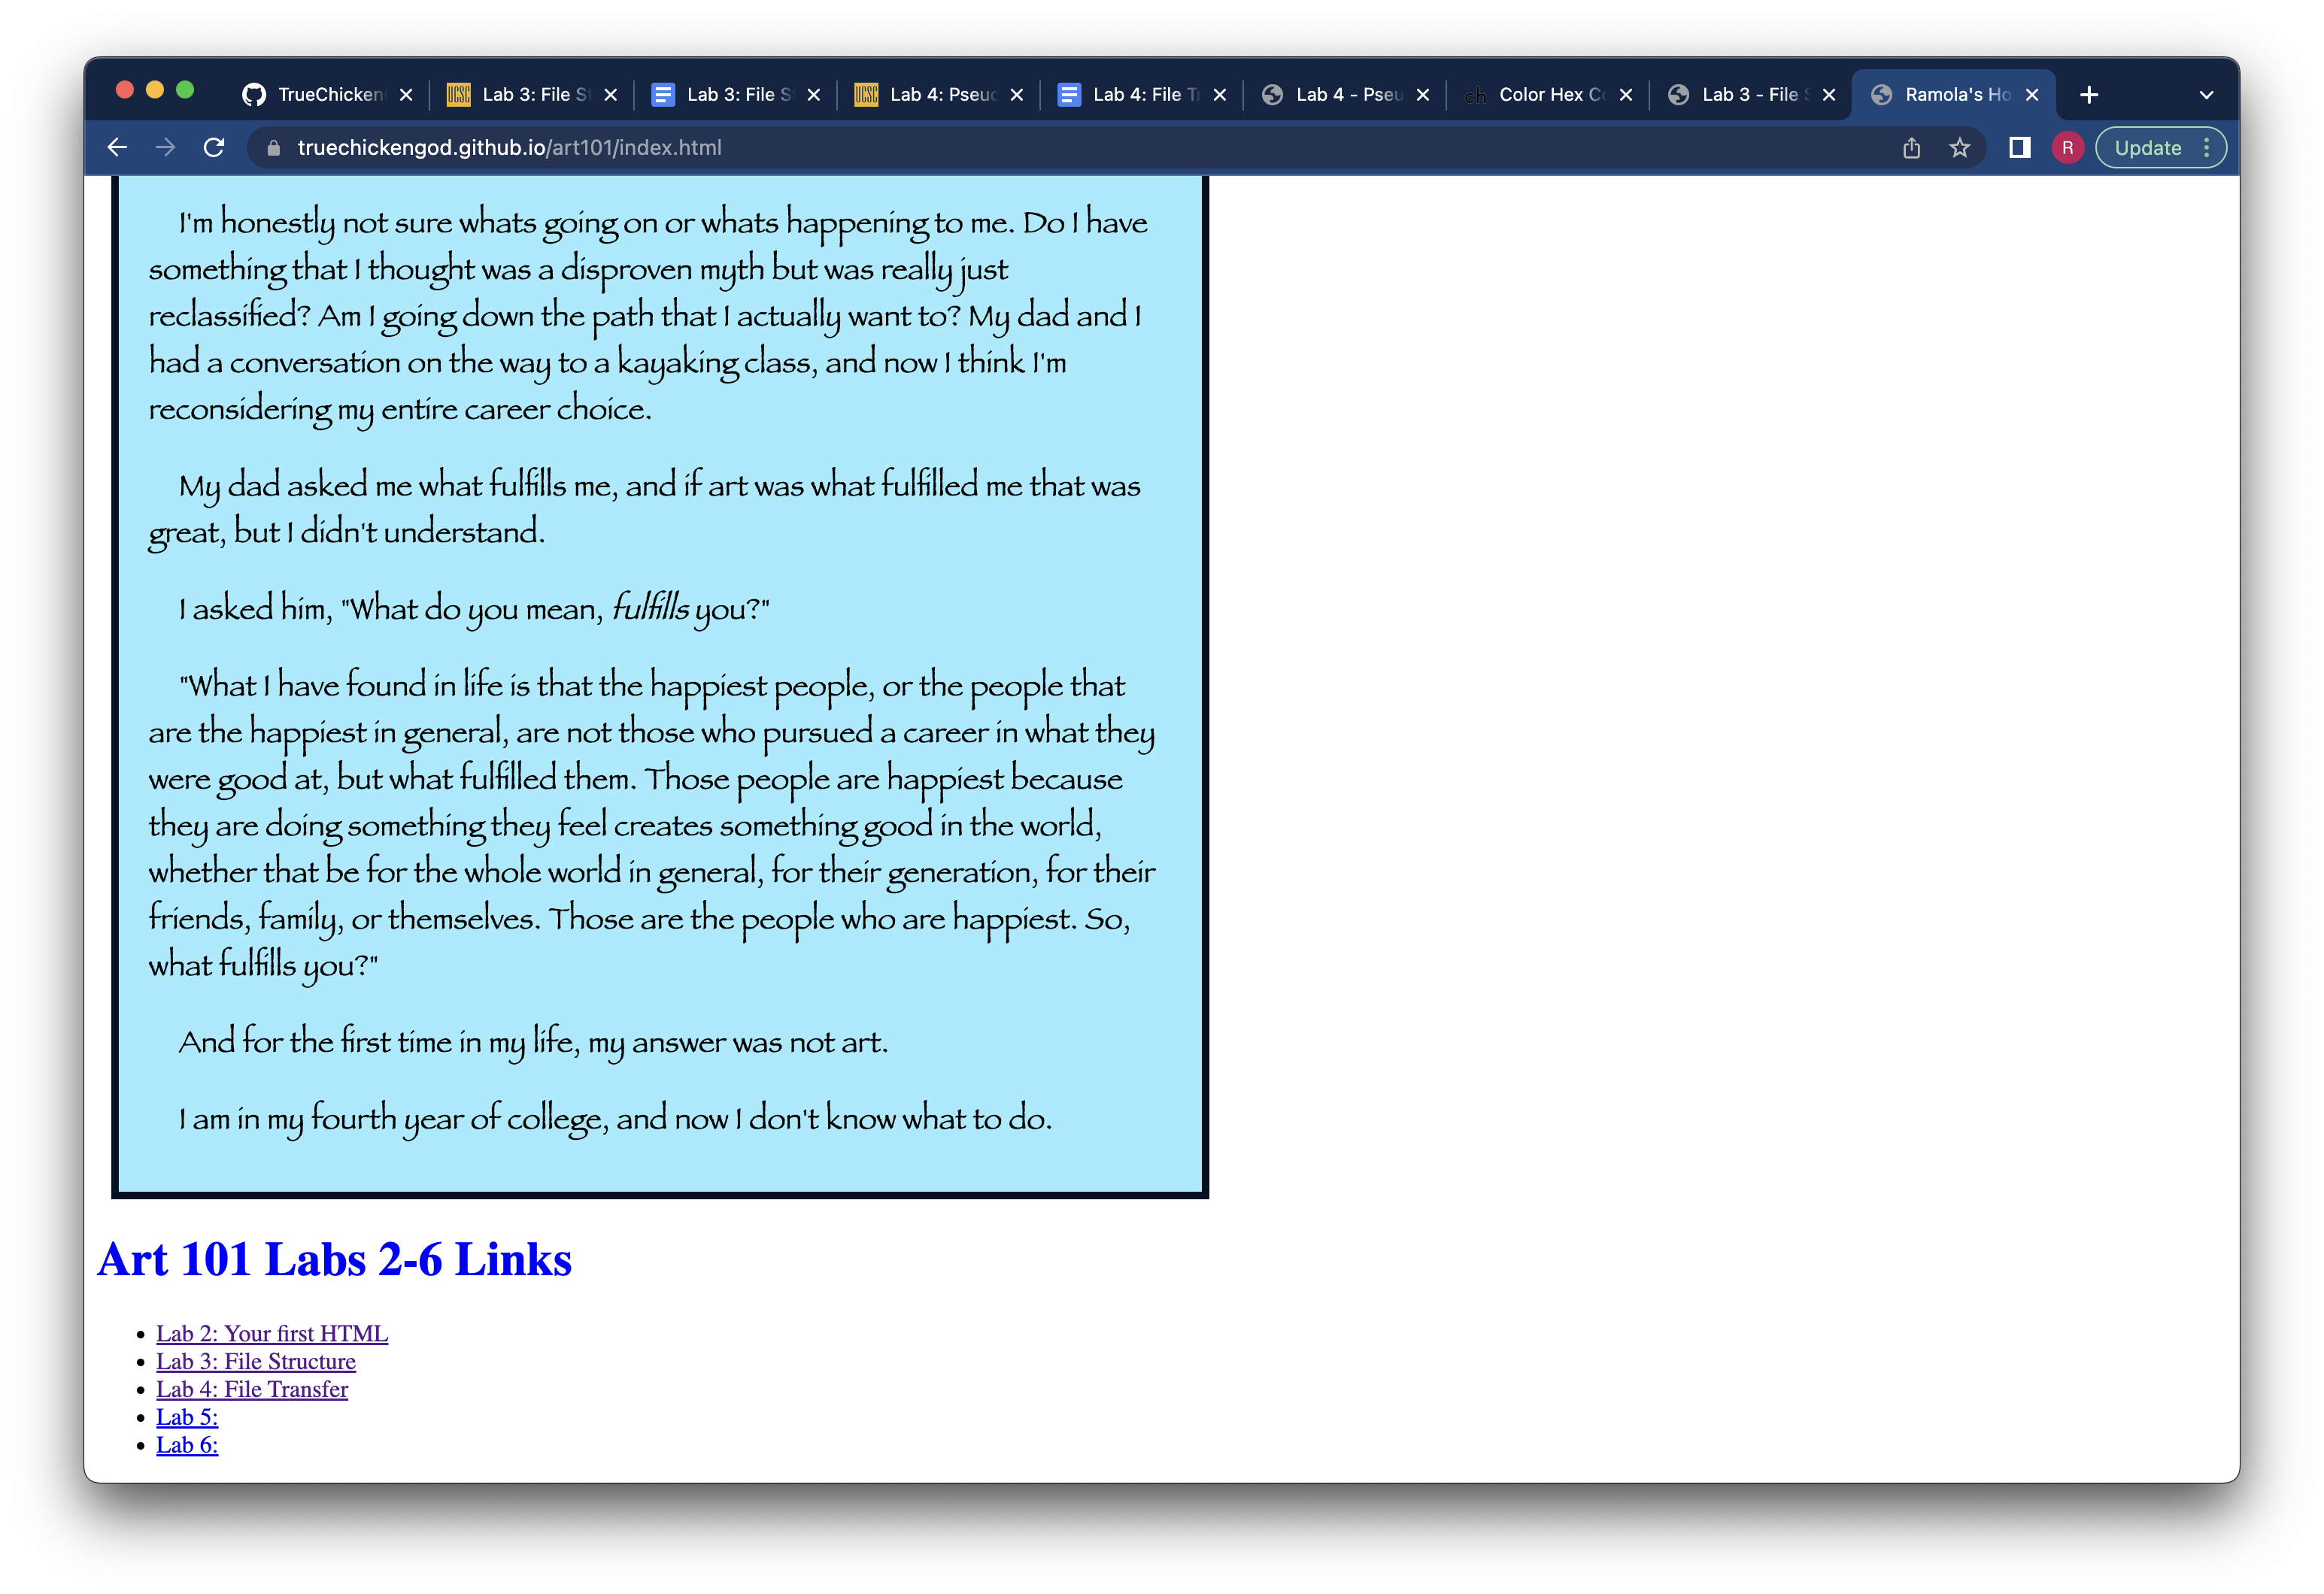 TrueChicken
Lab 3: File St
Lab 3: File S
Lab 4: Pseud
Lab 4: File Tr
Lab 4 - Pseu
ch Color Hex Co
Lab 3 - File S
Ramola's Ho
truechickengod.github.io/art101/index.html
R
Update
I'm honestly not sure whats going on or whats happening to me. Do I have
something that I thought was a disproven myth but was really just
reclassified? Am I going down the path that I actually want to? My dad and I
had a conversation on the way to a kayaking class, and now I think I'm
reconsidering my entire career choice.
My dad asked me what fulfills me, and if art was what fulfilled me that was
great, but I didn't understand.
I asked him, "What do you mean, fulfills you?"
"What I have found in life is that the happiest people, or the people that
are the happiest in general, are not those who pursued a career in what they
were good at, but what fulfilled them. Those people are happiest because
they are doing something they feel creates something good in the world,
whether that be for the whole world in general, for their generation, for their
friends, family, or themselves. Those are the people who are happiest. So,
what fulfills you?"
And for the first time in my life, my answer was not art.
I am in my fourth year of college, and now I don't know what to do.
Art 101 Labs 2-6 Links
Lab 2: Your first HTML
Lab 3: File Structure
Lab 4: File Transfer
Lab 5:
Lab 6: